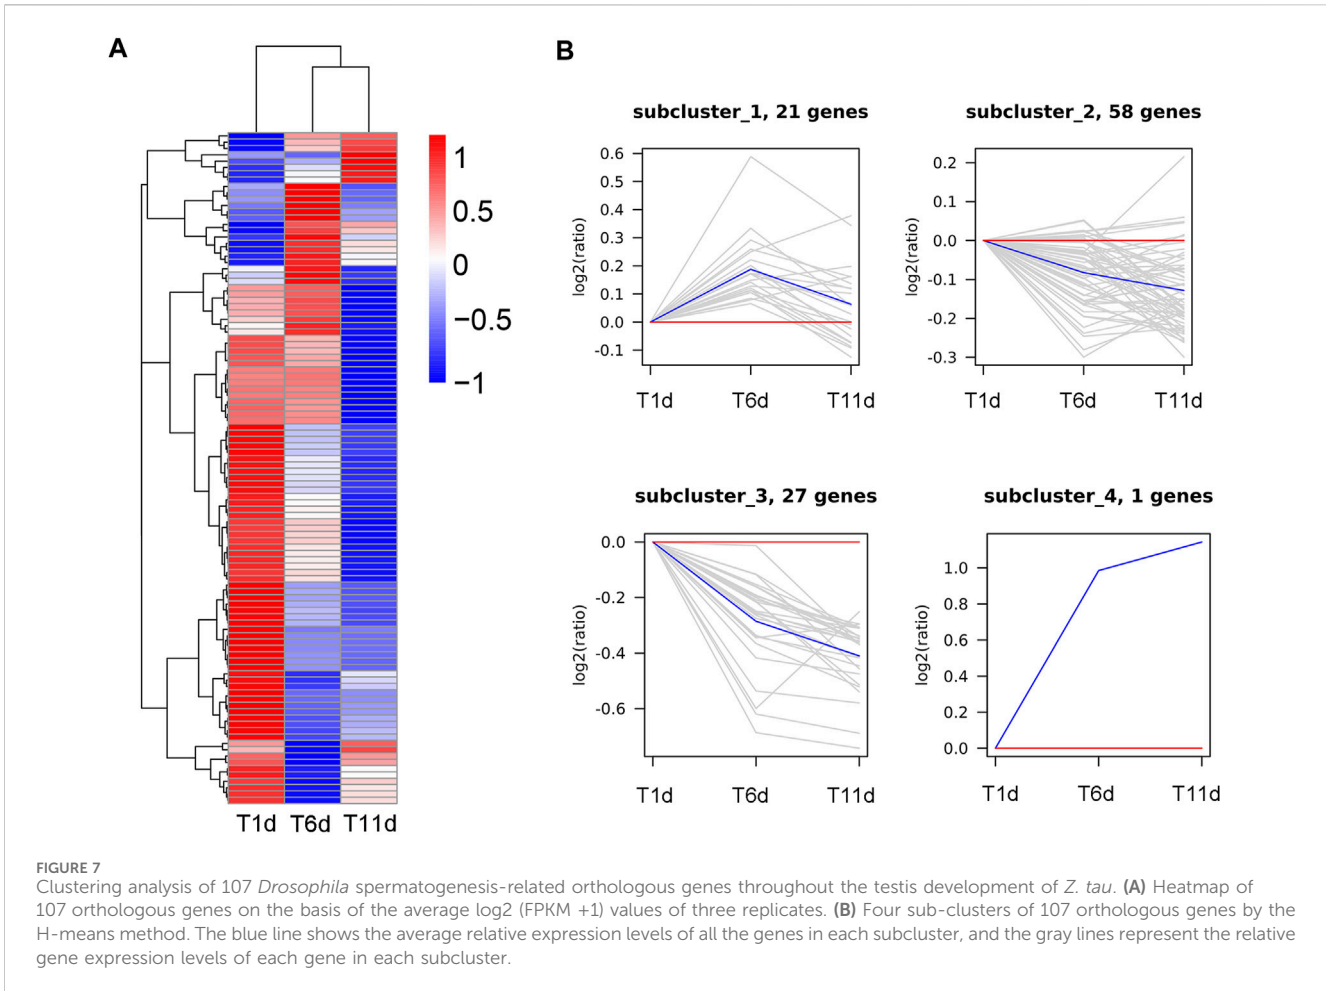 A
1
0.5
0
−0.5
−1
T1d T6d T11d
B
subcluster_1, 21 genes
0.6
0.5
0.4
0.3
0.2
0.1
0.0
-0.1
log2(ratio)
T1d T6d T11d
subcluster_2, 58 genes
0.2
0.1
0.0
-0.1
-0.2
-0.3
log2(ratio)
T1d T6d T11d
subcluster_3, 27 genes
0.0
-0.2
-0.4
-0.6
log2(ratio)
T1d T6d T11d
subcluster_4, 1 genes
1.0
0.8
0.6
0.4
0.2
0.0
log2(ratio)
T1d T6d T11d
FIGURE 7
Clustering analysis of 107 Drosophila spermatogenesis-related orthologous genes throughout the testis development of Z. tau. (A) Heatmap of
107 orthologous genes on the basis of the average log2 (FPKM +1) values of three replicates. (B) Four sub-clusters of 107 orthologous genes by the
H-means method. The blue line shows the average relative expression levels of all the genes in each subcluster, and the gray lines represent the relative
gene expression levels of each gene in each subcluster.